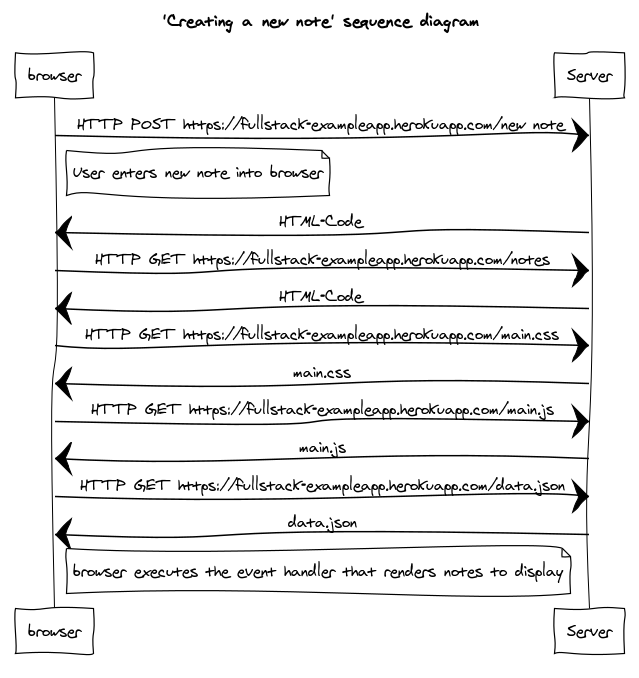 'Creating a new note' sequence diagram
browser
Server
HTTP POST https://fullstack-exampleapp.herokuapp.com/new note
User enters new note into browser
HTML-Code
HTTP GET https://fullstack-exampleapp.herokuapp.com/notes
HTML-Code
HTTP GET https://fullstack-exampleapp.herokuapp.com/main.css
main.css
HTTP GET https://fullstack-exampleapp.herokuapp.com/main.js
main.js
HTTP GET https://fullstack-exampleapp.herokuapp.com/data.json
data.json
browser executes the event handler that renders notes to display
browser
Server